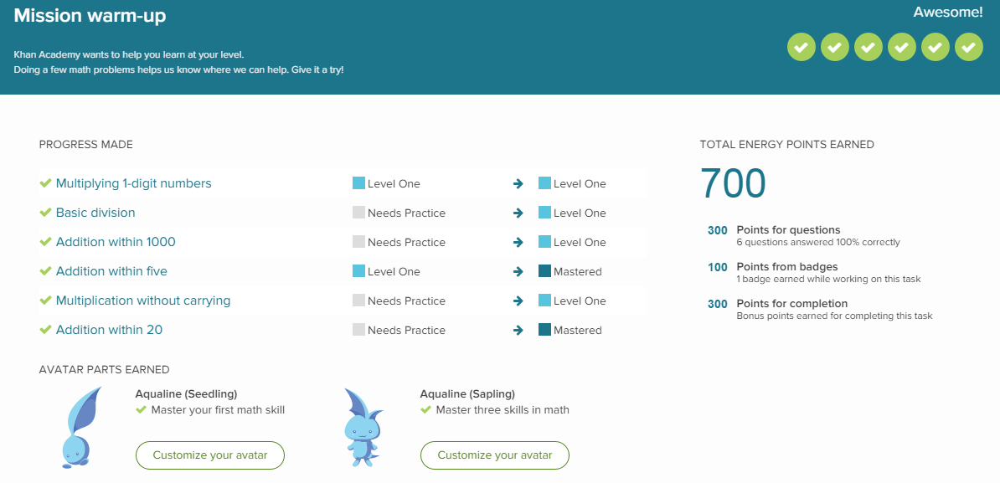 Mission warm-up
Awesome!
Khan Academy wants to help you learn at your level.
Doing a few math problems helps us know where we can help. Give it a try!
PROGRESS MADE
Multiplying 1-digit numbers Level One Level One
Basic division Needs Practice Level One
Addition within 1000 Needs Practice Level One
Addition within five Level One Mastered
Multiplication without carrying Needs Practice Level One
Addition within 20 Needs Practice Mastered
TOTAL ENERGY POINTS EARNED
700
300 Points for questions
6 questions answered 100% correctly
100 Points from badges
1 badge earned while working on this task
300 Points for completion
Bonus points earned for completing this task
AVATAR PARTS EARNED
Aqualine (Seedling)
Master your first math skill
Customize your avatar
Aqualine (Sapling)
Master three skills in math
Customize your avatar